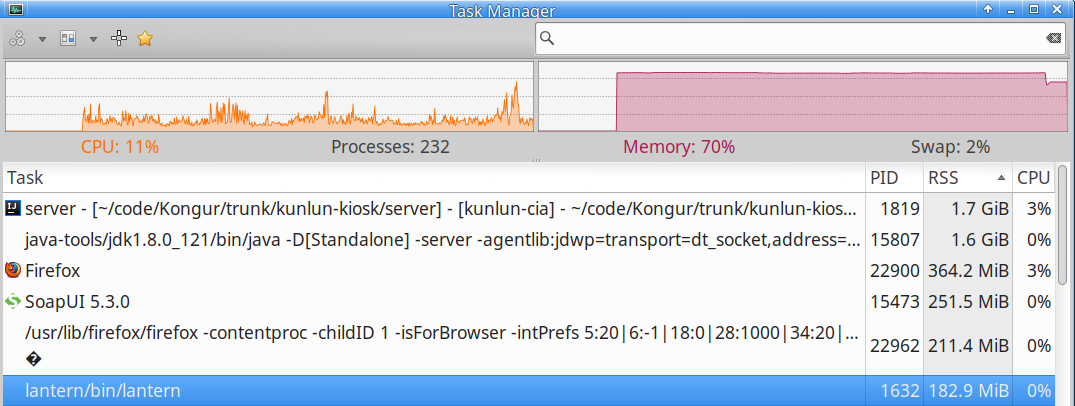 Task Manager
CPU: 11% Processes: 232 Memory: 70% Swap: 2%
Task PID RSS CPU
server - [~/code/Kongur/trunk/kunlun-kiosk/server] - [kunlun-cia] - ~/code/Kongur/trunk/kunlun-kios... 1819 1.7 GiB 3%
java-tools/jdk1.8.0_121/bin/java -D[Standalone] -server -agentlib:jdwp=transport=dt_socket,address=... 15807 1.6 GiB 0%
Firefox 22900 364.2 MiB 3%
SoapUI 5.3.0 15473 251.5 MiB 0%
/usr/lib/firefox/firefox -contentproc -childID 1 -isForBrowser -intPrefs 5:20|6:-1|18:0|28:1000|34:20|...
� 22962 211.4 MiB 0%
lantern/bin/lantern 1632 182.9 MiB 0%